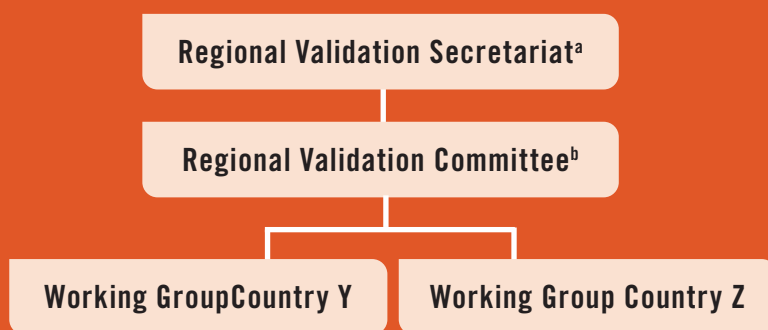 Regional Validation Secretariatᵃ
Regional Validation Committeeᵇ
Working GroupCountry Y
Working Group Country Z